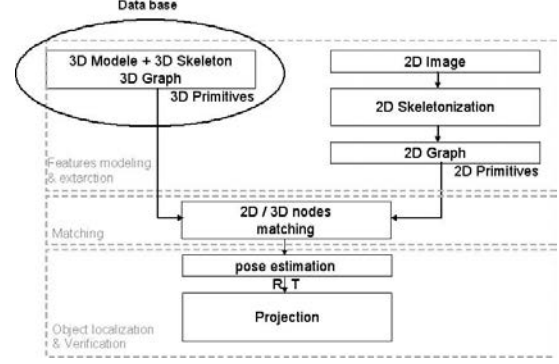 Data base
3D Modele + 3D Skeleton
3D Graph
3D Primitives
2D Image
2D Skeletonization
2D Graph
2D Primitives
Features modeling
& extarction
2D / 3D nodes
matching
Matching
pose estimation
R, T
Projection
Object localization
& Verification